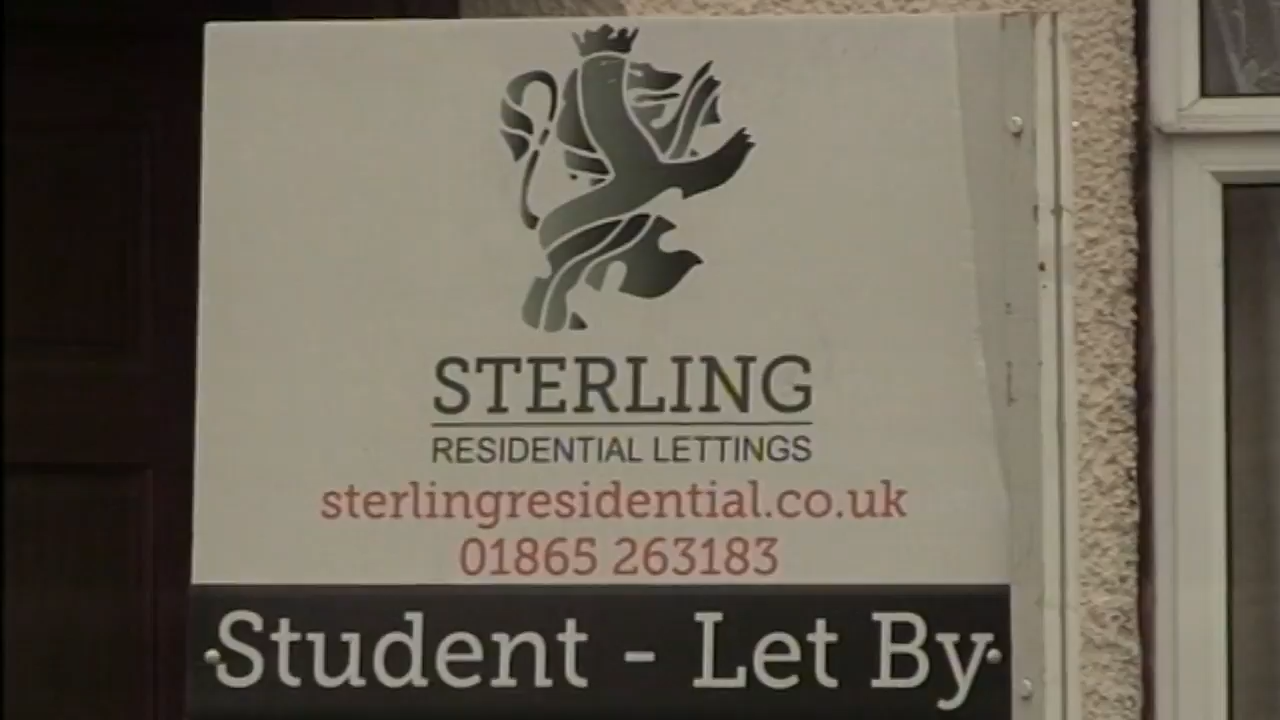 STERLING
RESIDENTIAL LETTINGS
sterlingresidential.co.uk
01865 263183
Student - Let By